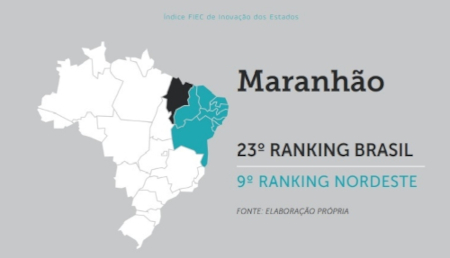 Índice FIEC de Inovação dos Estados
Maranhão
23º RANKING BRASIL
9º RANKING NORDESTE
FONTE: ELABORAÇÃO PRÓPRIA